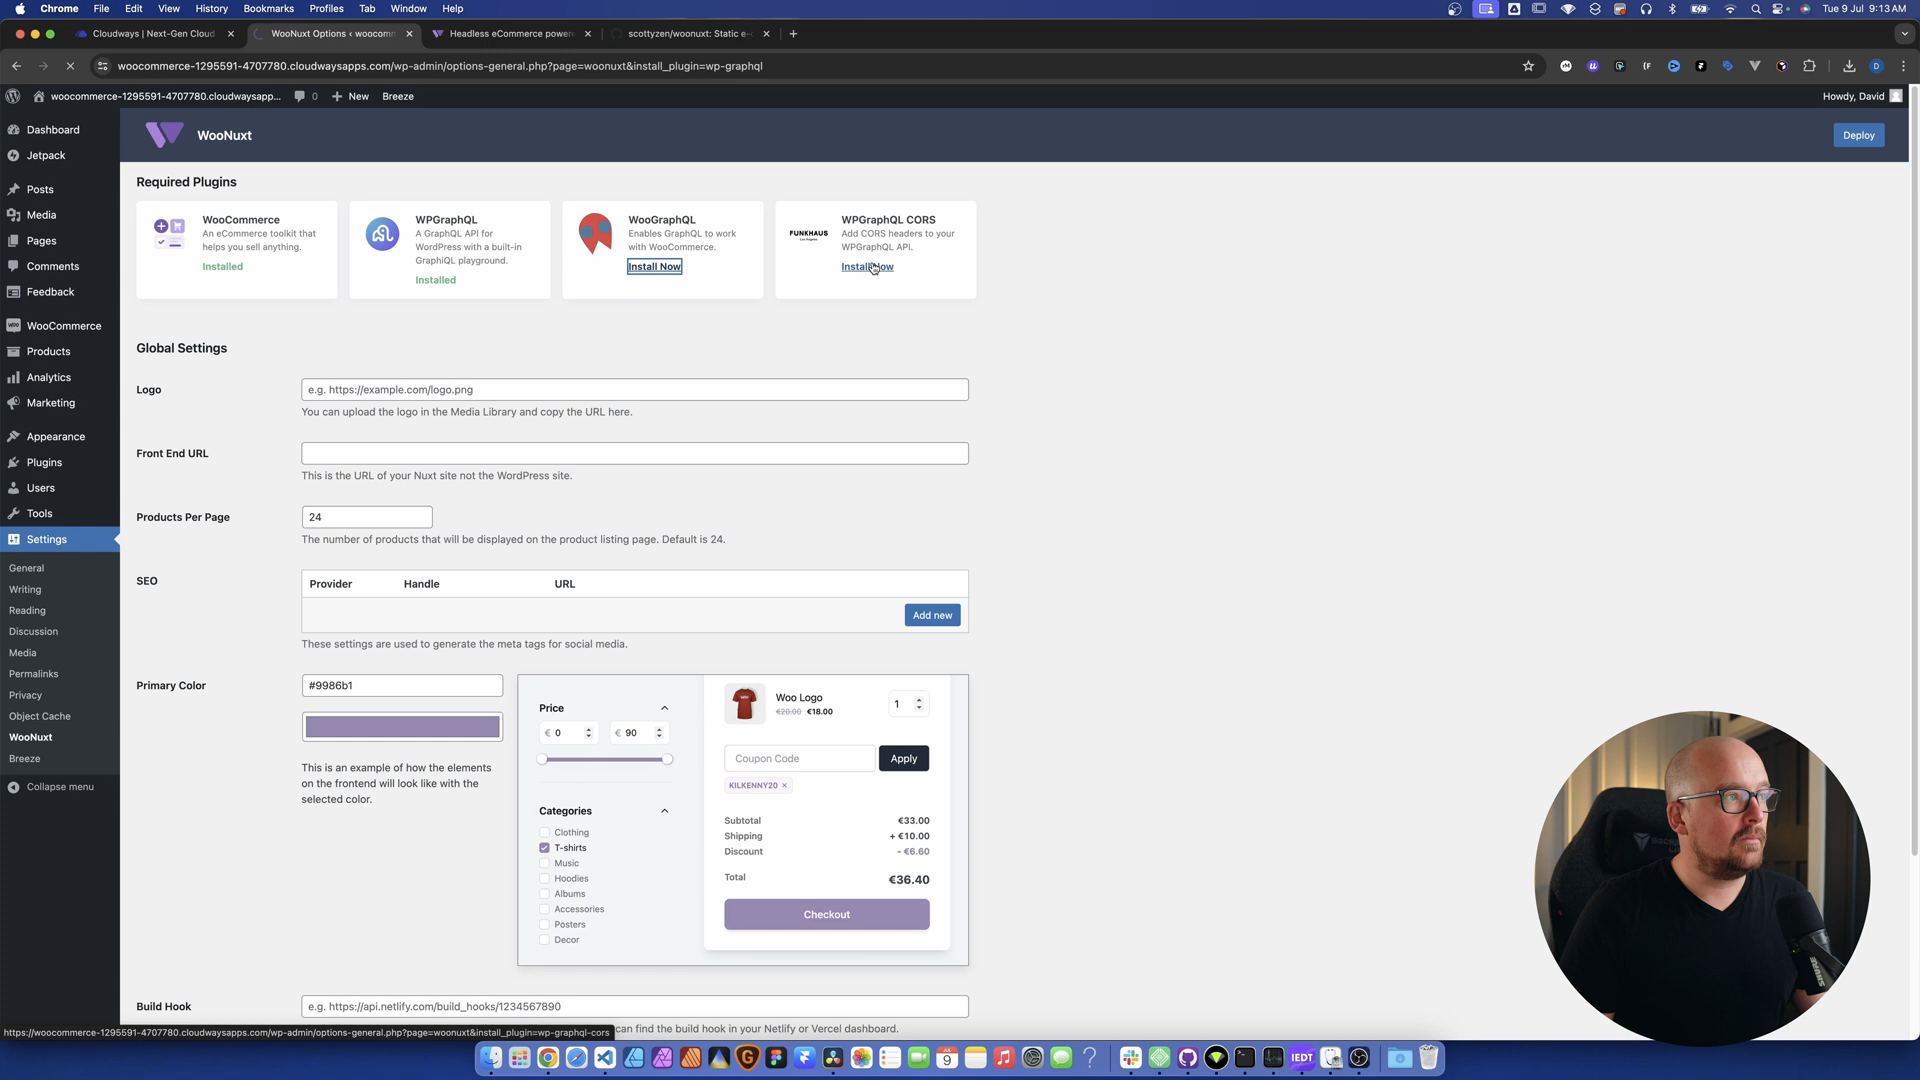 Chrome File Edit View History Bookmarks Profiles Tab Window Help
Tue 9 Jul 9:13 AM
Cloudways | Next-Gen Cloud
WooNuxt Options ‹ woocomm
Headless eCommerce power
scottyzen/woonuxt: Static e-c
woocommerce-1295591-4707780.cloudwaysapps.com/wp-admin/options-general.php?page=woonuxt&install_plugin=wp-graphql
woocommerce-1295591-4707780.cloudwaysapp... 0 New Breeze
Howdy, David
Dashboard
Jetpack
Posts
Media
Pages
Comments
Feedback
WooCommerce
Products
Analytics
Marketing
Appearance
Plugins
Users
Tools
Settings
General
Writing
Reading
Discussion
Media
Permalinks
Privacy
Object Cache
WooNuxt
Breeze
Collapse menu
WooNuxt
Deploy
Required Plugins
WooCommerce
An eCommerce toolkit that
helps you sell anything.
Installed
WPGraphQL
A GraphQL API for
WordPress with a built-in
GraphiQL playground.
Installed
WooGraphQL
Enables GraphQL to work
with WooCommerce.
Install Now
FUNKHAUS
Los Angeles
WPGraphQL CORS
Add CORS headers to your
WPGraphQL API.
Install Now
Global Settings
Logo
e.g. https://example.com/logo.png
You can upload the logo in the Media Library and copy the URL here.
Front End URL
This is the URL of your Nuxt site not the WordPress site.
Products Per Page
24
The number of products that will be displayed on the product listing page. Default is 24.
SEO
Provider Handle URL
Add new
These settings are used to generate the meta tags for social media.
Primary Color
#9986b1
This is an example of how the elements
on the frontend will look like with the
selected color.
Price
€ 0 € 90
Categories
Clothing
T-shirts
Music
Hoodies
Albums
Accessories
Posters
Decor
Woo Logo
€20.00 €18.00
1
Coupon Code
Apply
KILKENNY20 ×
Subtotal €33.00
Shipping + €10.00
Discount - €6.60
Total €36.40
Checkout
Build Hook
e.g. https://api.netlify.com/build_hooks/1234567890
can find the build hook in your Netlify or Vercel dashboard.
https://woocommerce-1295591-4707780.cloudwaysapps.com/wp-admin/options-general.php?page=woonuxt&install_plugin=wp-graphql-cors
9
IEDT